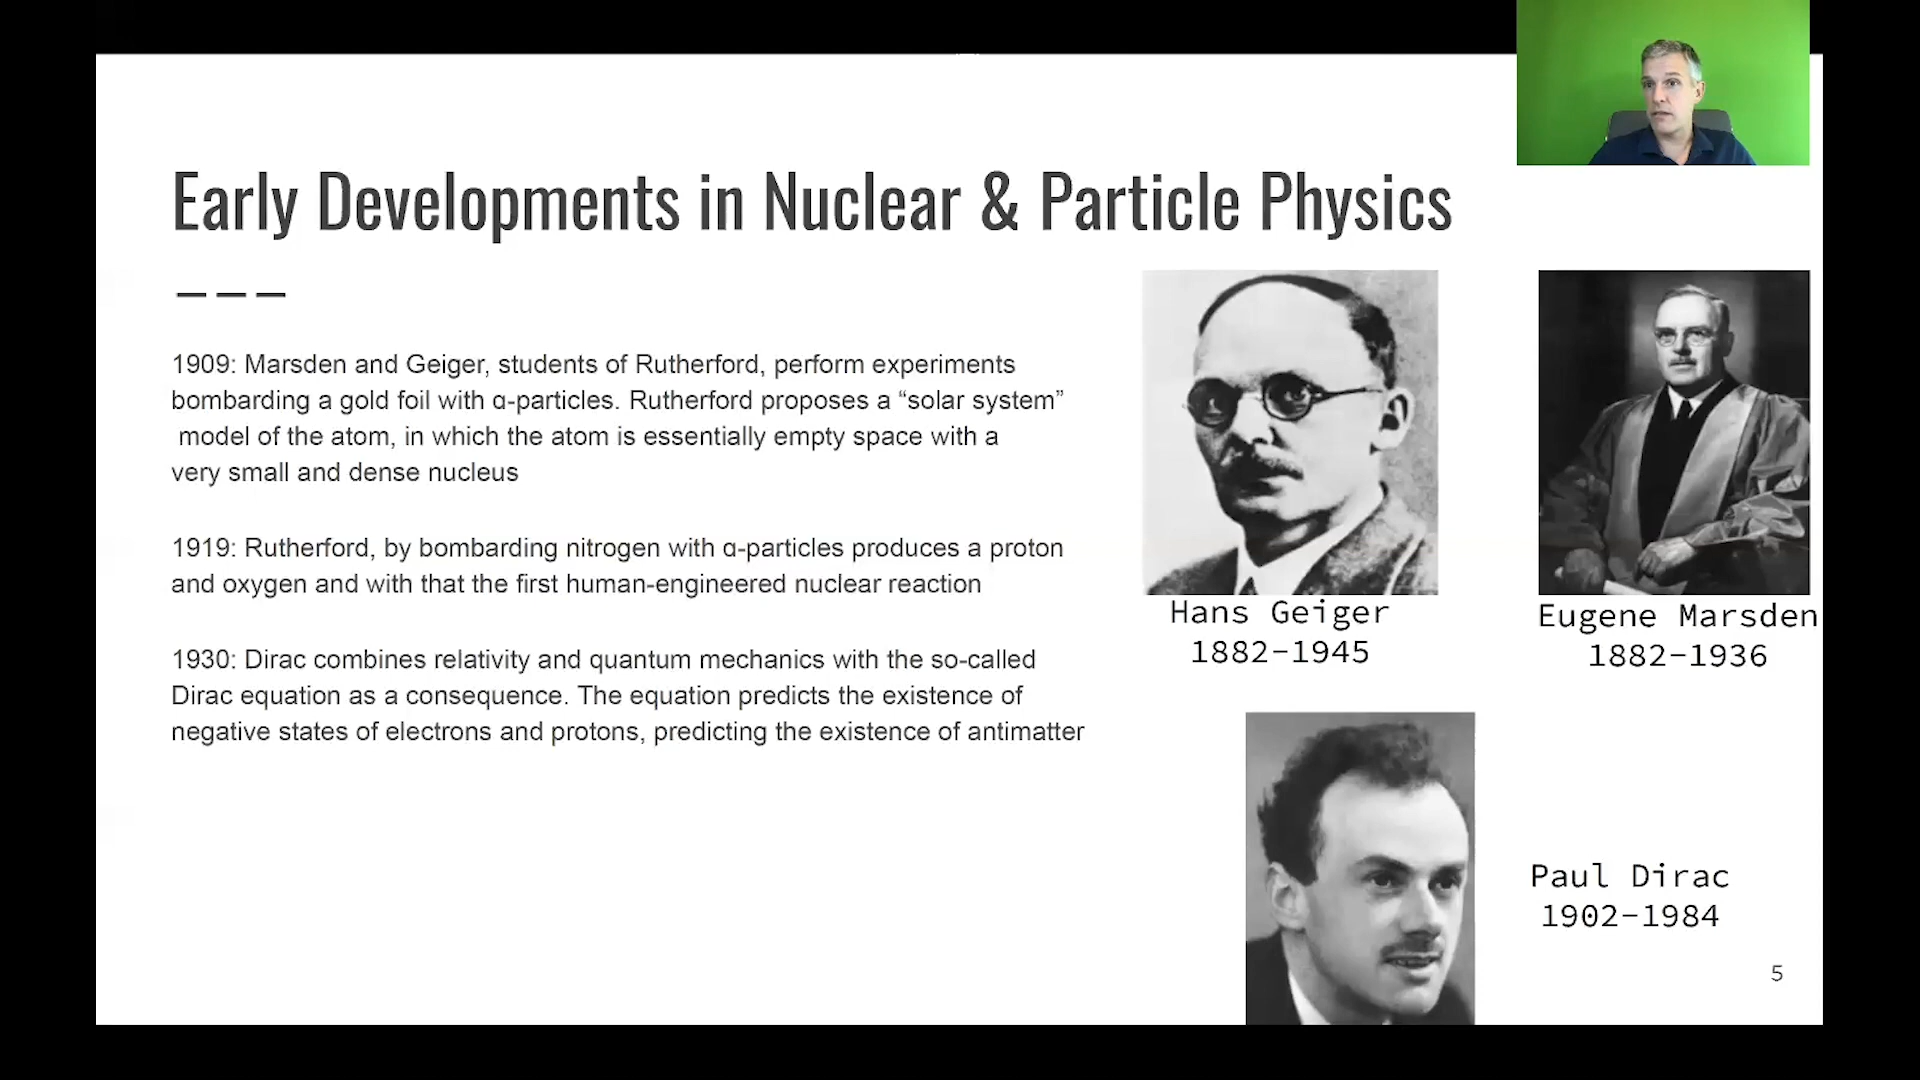 Early Developments in Nuclear & Particle Physics
1909: Marsden and Geiger, students of Rutherford, perform experiments
bombarding a gold foil with α-particles. Rutherford proposes a “solar system”
model of the atom, in which the atom is essentially empty space with a
very small and dense nucleus
1919: Rutherford, by bombarding nitrogen with α-particles produces a proton
and oxygen and with that the first human-engineered nuclear reaction
1930: Dirac combines relativity and quantum mechanics with the so-called
Dirac equation as a consequence. The equation predicts the existence of
negative states of electrons and protons, predicting the existence of antimatter
Hans Geiger
1882-1945
Eugene Marsden
1882-1936
Paul Dirac
1902-1984
5